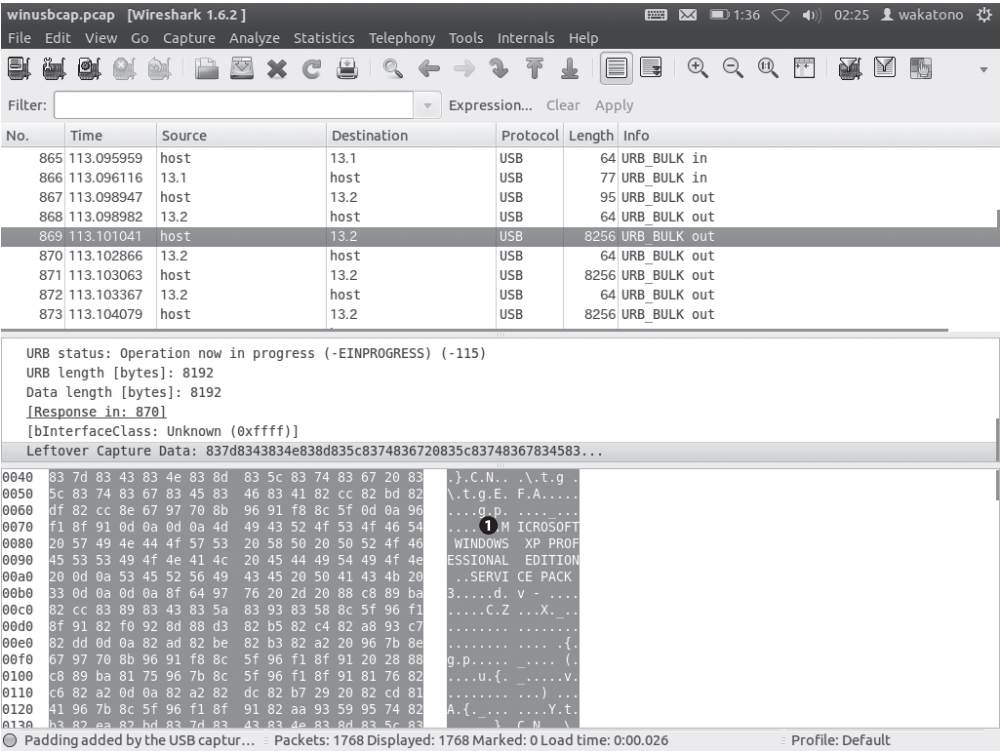 winusbcap.pcap [Wireshark 1.6.2 ]
1:36 02:25 wakatono
File Edit View Go Capture Analyze Statistics Telephony Tools Internals Help
Filter: Expression... Clear Apply
No. Time Source Destination Protocol Length Info
865 113.095959 host 13.1 USB 64 URB_BULK in
866 113.096116 13.1 host USB 77 URB_BULK in
867 113.098947 host 13.2 USB 95 URB_BULK out
868 113.098982 13.2 host USB 64 URB_BULK out
869 113.101041 host 13.2 USB 8256 URB_BULK out
870 113.102866 13.2 host USB 64 URB_BULK out
871 113.103063 host 13.2 USB 8256 URB_BULK out
872 113.103367 13.2 host USB 64 URB_BULK out
873 113.104079 host 13.2 USB 8256 URB_BULK out
URB status: Operation now in progress (-EINPROGRESS) (-115)
URB length [bytes]: 8192
Data length [bytes]: 8192
[Response in: 870]
[bInterfaceClass: Unknown (0xffff)]
Leftover Capture Data: 837d8343834e838d835c8374836720835c83748367834583...
0040 83 7d 83 43 83 4e 83 8d 83 5c 83 74 83 67 20 83 .}.C.N.. .\.t.g .
0050 5c 83 74 83 67 83 45 83 46 83 41 82 cc 82 bd 82 \.t.g.E. F.A.....
0060 df 82 cc 8e 67 97 70 8b 96 91 f8 8c 5f 0d 0a 96 ....g.p. ...._...
0070 f1 8f 91 0d 0a 0d 0a 4d 49 43 52 4f 53 4f 46 54 ....1.M ICROSOFT
0080 20 57 49 4e 44 4f 57 53 20 58 50 20 50 52 4f 46 WINDOWS XP PROF
0090 45 53 53 49 4f 4e 41 4c 20 45 44 49 54 49 4f 4e ESSIONAL EDITION
00a0 20 0d 0a 53 45 52 56 49 43 45 20 50 41 43 4b 20 ..SERVI CE PACK
00b0 33 0d 0a 0d 0a 8f 64 97 76 20 2d 20 88 c8 89 ba 3.....d. v - ....
00c0 82 cc 83 89 83 43 83 5a 83 93 83 58 8c 5f 96 f1 .....C.Z ...X._..
00d0 8f 91 82 f0 92 8d 88 d3 82 b5 82 c4 82 a8 93 c7 ........ ........
00e0 82 dd 0d 0a 82 ad 82 be 82 b3 82 a2 20 96 7b 8e ........ .... .{.
00f0 67 97 70 8b 96 91 f8 8c 5f 96 f1 8f 91 20 28 88 g.p..... _.... (.
0100 c8 89 ba 81 75 96 7b 8c 5f 96 f1 8f 91 81 76 82 ....u.{. _.....v.
0110 c6 82 a2 0d 0a 82 a2 82 dc 82 b7 29 20 82 cd 81 ........ ...) ...
0120 41 96 7b 8c 5f 96 f1 8f 91 82 aa 93 59 95 74 82 A.{._... ....Y.t.
0130 b3 82 ea 82 bd 83 7d 83 43 83 4e 83 8d 83 5c 83 ......}. C.N...\.
Padding added by the USB captur... Packets: 1768 Displayed: 1768 Marked: 0 Load time: 0:00.026 Profile: Default